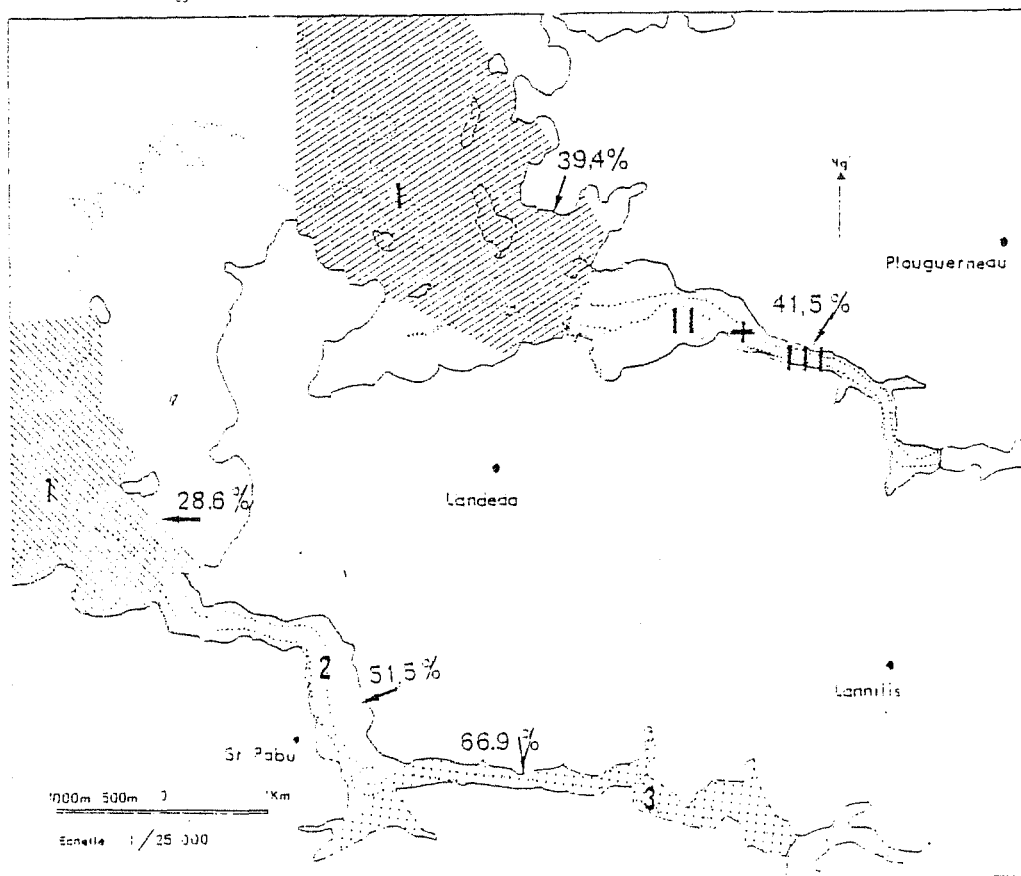 39,4%
I
Ng
Plouguerneau
41,5 %
II
III
1
28.6 %
Landeda
2
51,5 %
Lannilis
66.9 %
St Pabu
3
1000m 500m 0 1Km
Echelle 1/25 000